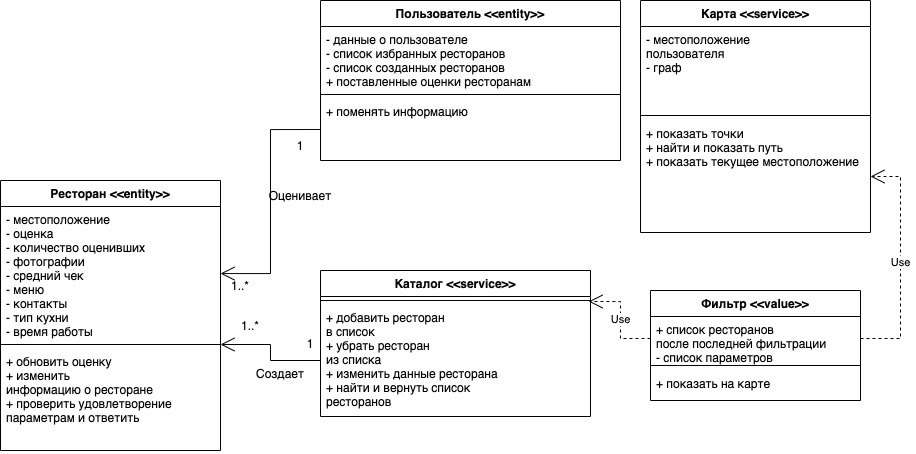 Пользователь <<entity>>
- данные о пользователе
- список избранных ресторанов
- список созданных ресторанов
+ поставленные оценки ресторанам
+ поменять информацию
Карта <<service>>
- местоположение
пользователя
- граф
+ показать точки
+ найти и показать путь
+ показать текущее местоположение
1
Оценивает
1..*
Ресторан <<entity>>
- местоположение
- оценка
- количество оценивших
- фотографии
- средний чек
- меню
- контакты
- тип кухни
- время работы
+ обновить оценку
+ изменить
информацию о ресторане
+ проверить удовлетворение
параметрам и ответить
1..*
1
Создает
Каталог <<service>>
+ добавить ресторан
в список
+ убрать ресторан
из списка
+ изменить данные ресторана
+ найти и вернуть список
ресторанов
Use
Use
Фильтр <<value>>
+ список ресторанов
после последней фильтрации
- список параметров
+ показать на карте